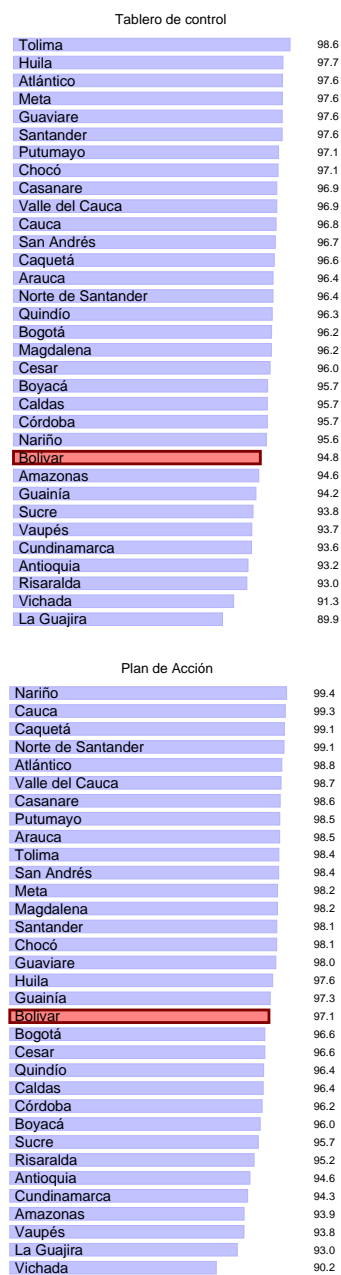 Tablero de control
Tolima 98.6
Huila 97.7
Atlántico 97.6
Meta 97.6
Guaviare 97.6
Santander 97.6
Putumayo 97.1
Chocó 97.1
Casanare 96.9
Valle del Cauca 96.9
Cauca 96.8
San Andrés 96.7
Caquetá 96.6
Arauca 96.4
Norte de Santander 96.4
Quindío 96.3
Bogotá 96.2
Magdalena 96.2
Cesar 96.0
Boyacá 95.7
Caldas 95.7
Córdoba 95.7
Nariño 95.6
Bolivar 94.8
Amazonas 94.6
Guainía 94.2
Sucre 93.8
Vaupés 93.7
Cundinamarca 93.6
Antioquia 93.2
Risaralda 93.0
Vichada 91.3
La Guajira 89.9
Plan de Acción
Nariño 99.4
Cauca 99.3
Caquetá 99.1
Norte de Santander 99.1
Atlántico 98.8
Valle del Cauca 98.7
Casanare 98.6
Putumayo 98.5
Arauca 98.5
Tolima 98.4
San Andrés 98.4
Meta 98.2
Magdalena 98.2
Santander 98.1
Chocó 98.1
Guaviare 98.0
Huila 97.6
Guainía 97.3
Bolivar 97.1
Bogotá 96.6
Cesar 96.6
Quindío 96.4
Caldas 96.4
Córdoba 96.2
Boyacá 96.0
Sucre 95.7
Risaralda 95.2
Antioquia 94.6
Cundinamarca 94.3
Amazonas 93.9
Vaupés 93.8
La Guajira 93.0
Vichada 90.2